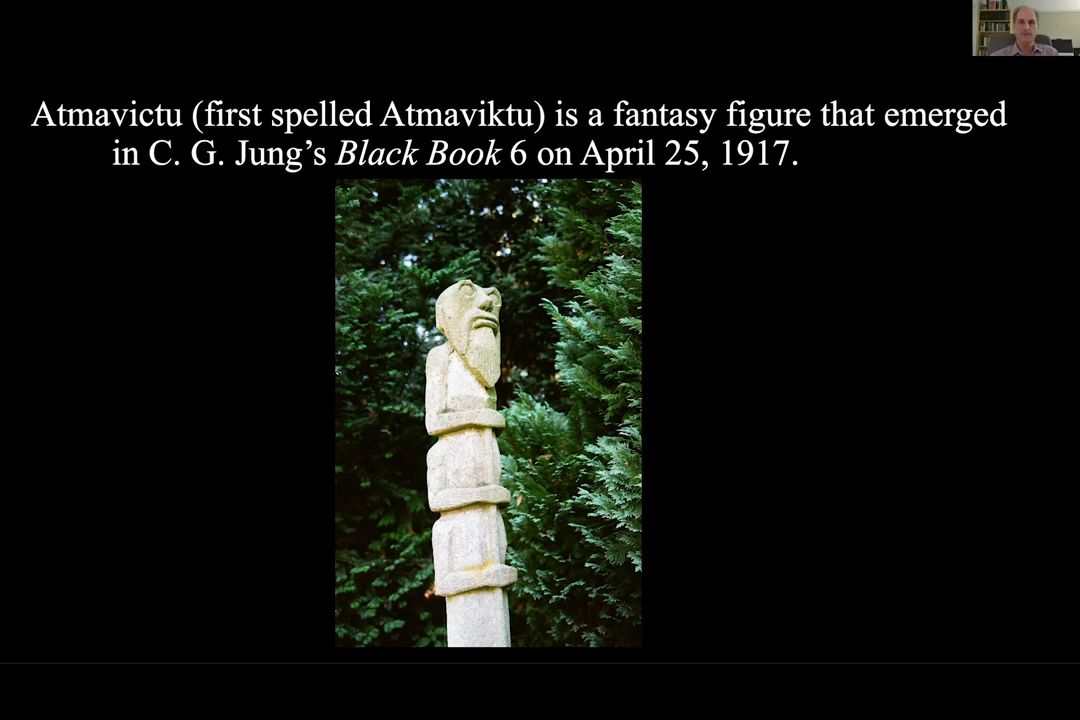 Atmavictu (first spelled Atmaviktu) is a fantasy figure that emerged
in C. G. Jung’s Black Book 6 on April 25, 1917.